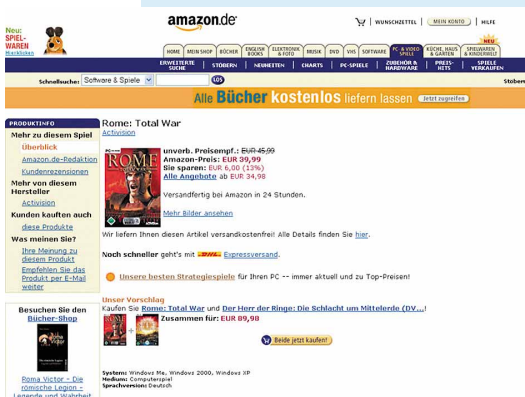 amazon.de
WUNSCHZETTEL | MEIN KONTO | HILFE
Neu:
SPIEL-
WAREN
Hier klicken
NEU
HOME MEIN SHOP BÜCHER ENGLISH BOOKS ELEKTRONIK & FOTO MUSIK DVD VHS SOFTWARE PC- & VIDEO SPIELE KÜCHE, HAUS & GARTEN SPIELWAREN & KINDERWELT
ERWEITERTE SUCHE | STÖBERN | NEUHEITEN | CHARTS | PC-SPIELE | ZUBEHÖR & HARDWARE | PREIS-HITS | SPIELE VERKAUFEN
Schnellsuche: Software & Spiele LOS Stober
Alle Bücher kostenlos liefern lassen Jetzt zugreifen
PRODUKTINFO
Mehr zu diesem Spiel
Überblick
Amazon.de-Redaktion
Kundenrezensionen
Mehr von diesem
Hersteller
Activision
Kunden kauften auch
diese Produkte
Was meinen Sie?
Ihre Meinung zu
diesem Produkt
Empfehlen Sie das
Produkt per E-Mail
weiter
Besuchen Sie den
Bücher-Shop
Roma Victor - Die
römische Legion -
Legende und Wahrheit
Rome: Total War
Activision
ROME
unverb. Preisempf.: EUR 45,99
Amazon-Preis: EUR 39,99
Sie sparen: EUR 6,00 (13%)
Alle Angebote ab EUR 34,98
Versandfertig bei Amazon in 24 Stunden.
Mehr Bilder ansehen
Wir liefern Ihnen diesen Artikel versandkostenfrei! Alle Details finden Sie hier.
Noch schneller geht's mit DHL Expressversand.
Unsere besten Strategiespiele für Ihren PC -- immer aktuell und zu Top-Preisen!
Unser Vorschlag
Kaufen Sie Rome: Total War und Der Herr der Ringe: Die Schlacht um Mittelerde (DV...!
Zusammen für: EUR 89,98
Beide jetzt kaufen!
System: Windows Me, Windows 2000, Windows XP
Medium: Computerspiel
Sprachversion: Deutsch